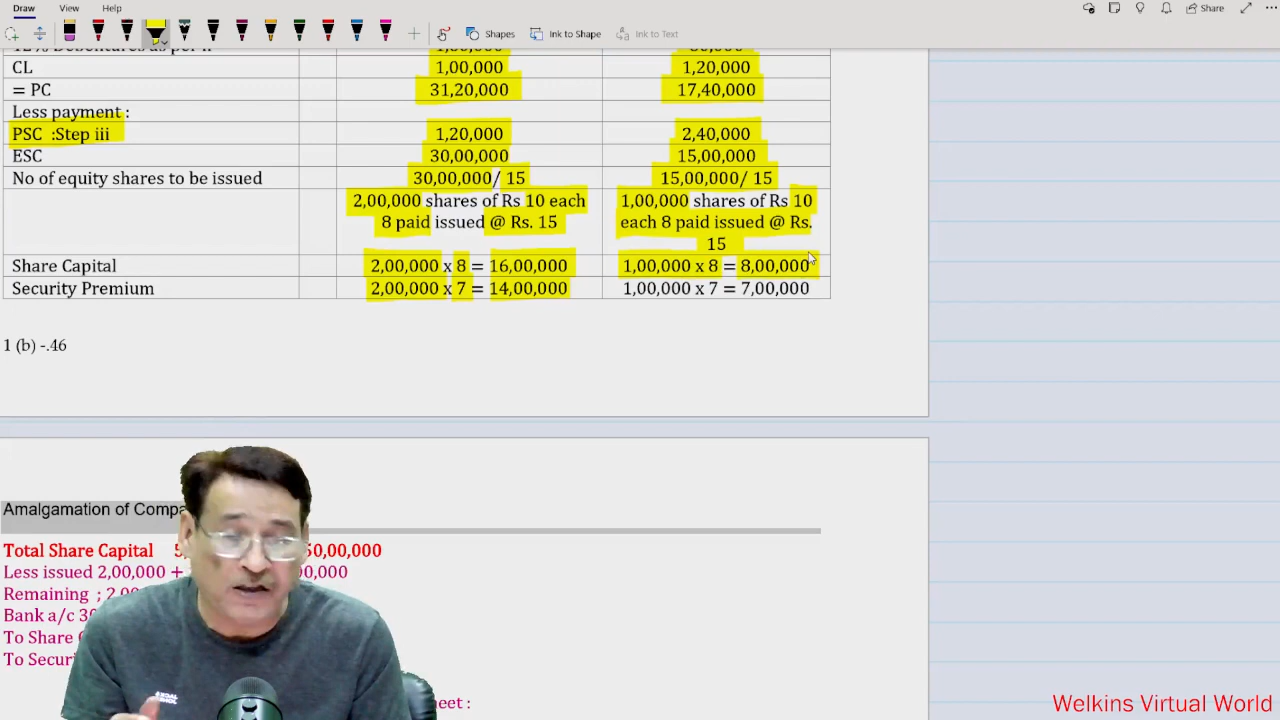 Draw View Help
Share
Shapes Ink to Shape Ink to Text
12% Debentures as per
CL 1,00,000 1,20,000
= PC 31,20,000 17,40,000
Less payment :
PSC :Step iii 1,20,000 2,40,000
ESC 30,00,000 15,00,000
No of equity shares to be issued 30,00,000/ 15 15,00,000/ 15
2,00,000 shares of Rs 10 each 1,00,000 shares of Rs 10
8 paid issued @ Rs. 15 each 8 paid issued @ Rs.
15
Share Capital 2,00,000 x 8 = 16,00,000 1,00,000 x 8 = 8,00,000
Security Premium 2,00,000 x 7 = 14,00,000 1,00,000 x 7 = 7,00,000
1 (b) -.46
Amalgamation of
Total Share Capital
Less issued 2,00,000 +
Remaining ;
Bank a/c
To Share
To
Welkins Virtual World